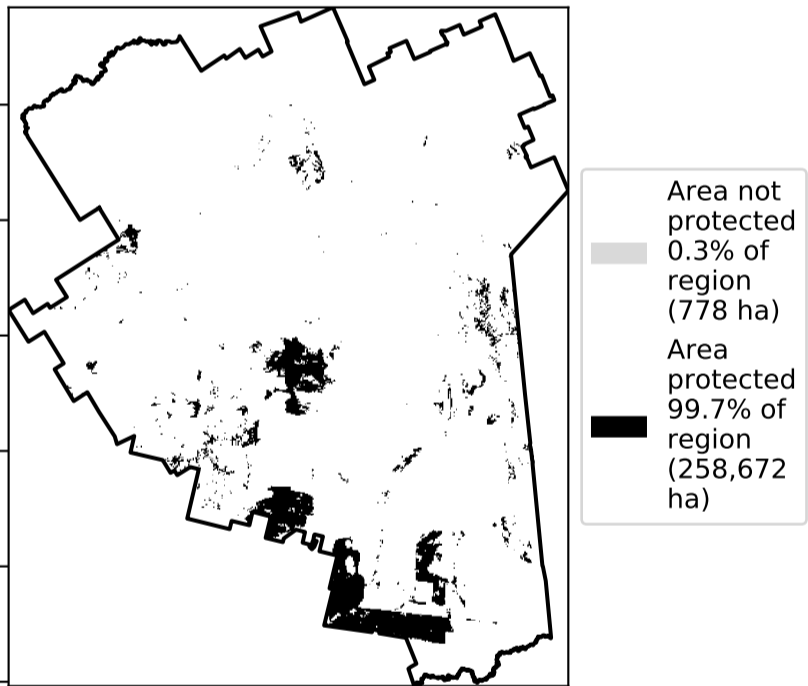 Area not
protected
0.3% of
region
(778 ha)
Area
protected
99.7% of
region
(258,672
ha)